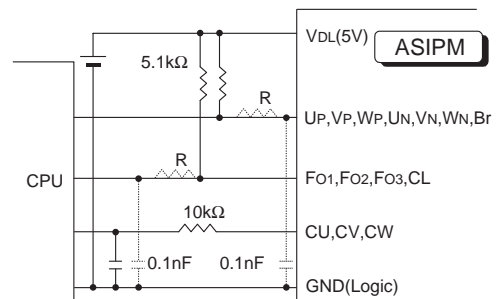 VDL(5V)
ASIPM
5.1kΩ
R
UP,VP,WP,UN,VN,WN,Br
R
CPU
FO1,FO2,FO3,CL
10kΩ
CU,CV,CW
0.1nF
0.1nF
GND(Logic)